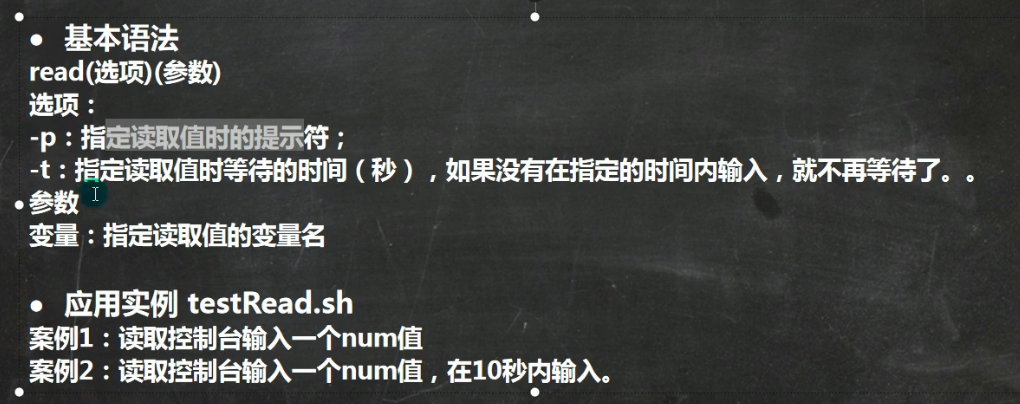 ● 基本语法
read(选项)(参数)
选项：
-p：指定读取值时的提示符；
-t：指定读取值时等待的时间（秒），如果没有在指定的时间内输入，就不再等待了。。
参数
变量：指定读取值的变量名
● 应用实例 testRead.sh
案例1：读取控制台输入一个num值
案例2：读取控制台输入一个num值，在10秒内输入。